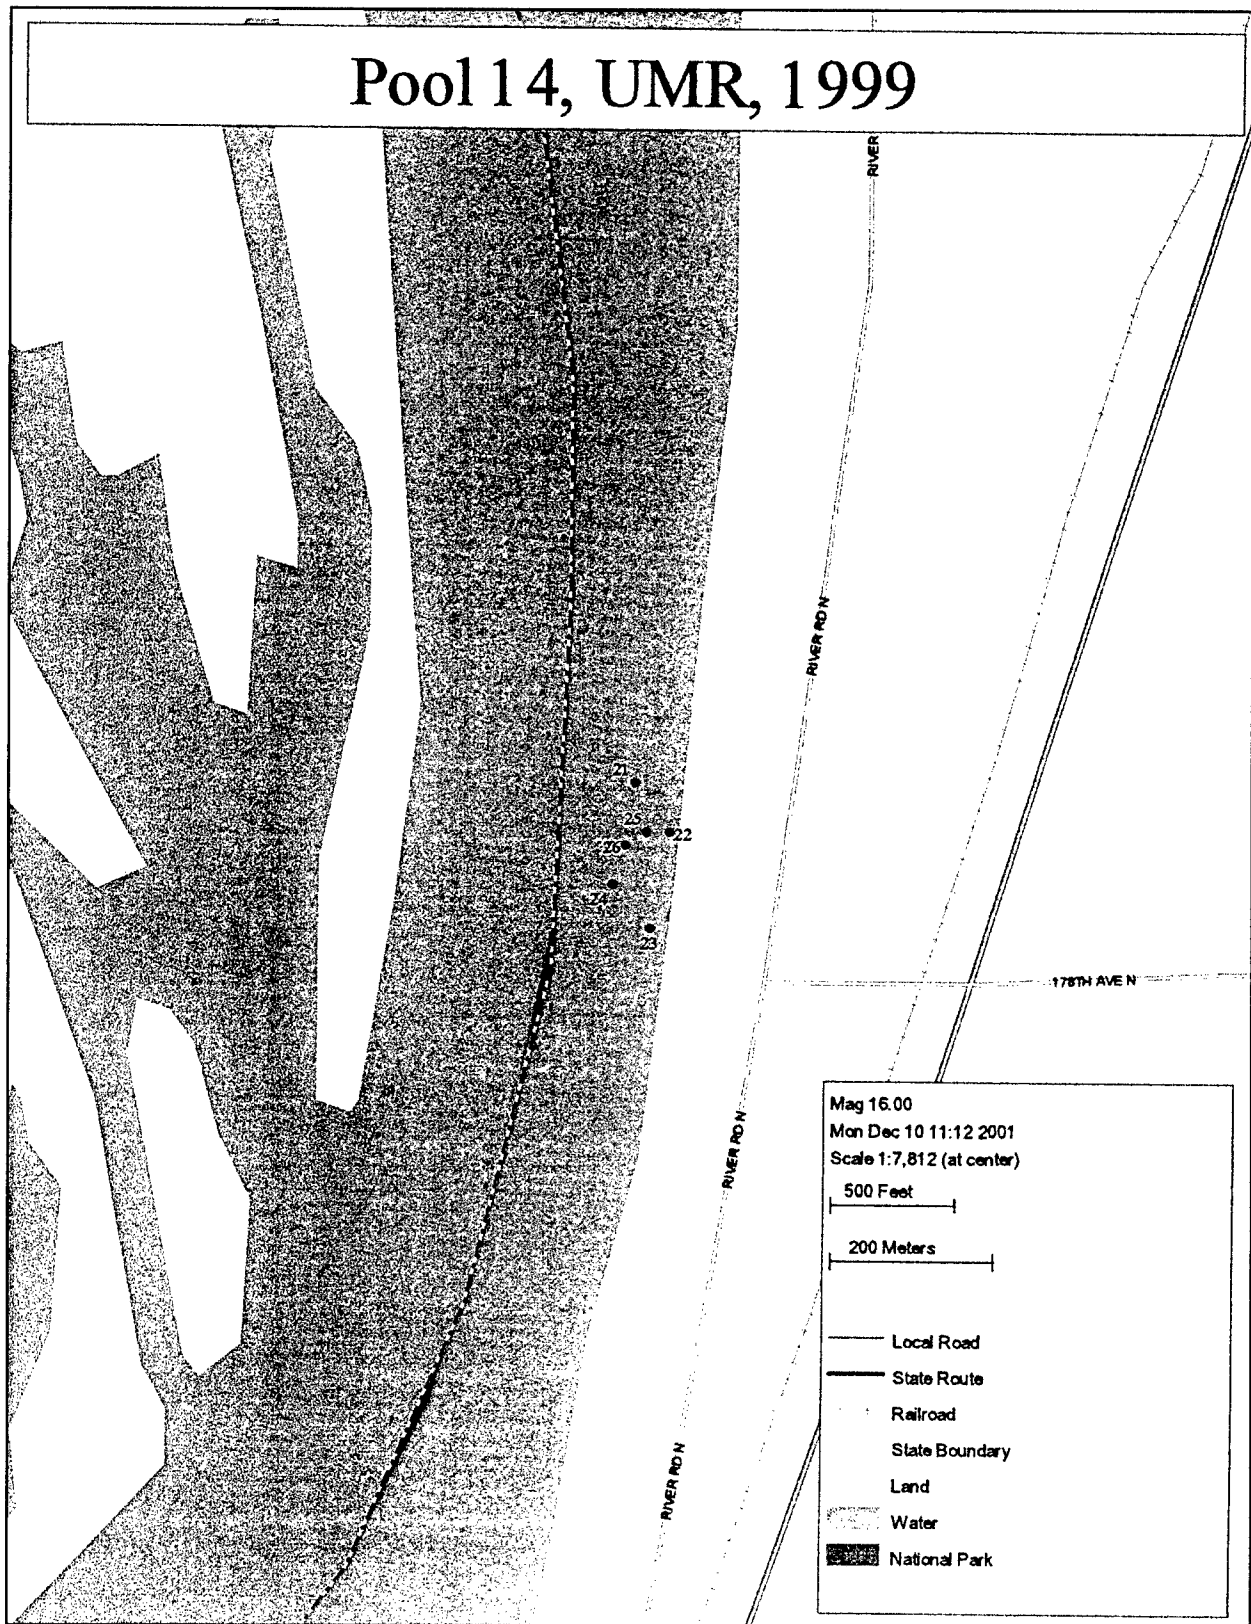 Pool 14, UMR, 1999
RIVER
RIVER RD N
21
25
22
26
24
23
178TH AVE N
RIVER RD N
RIVER RD N
Mag 16.00
Mon Dec 10 11:12 2001
Scale 1:7,812 (at center)
500 Feet
200 Meters
Local Road
State Route
Railroad
State Boundary
Land
Water
National Park